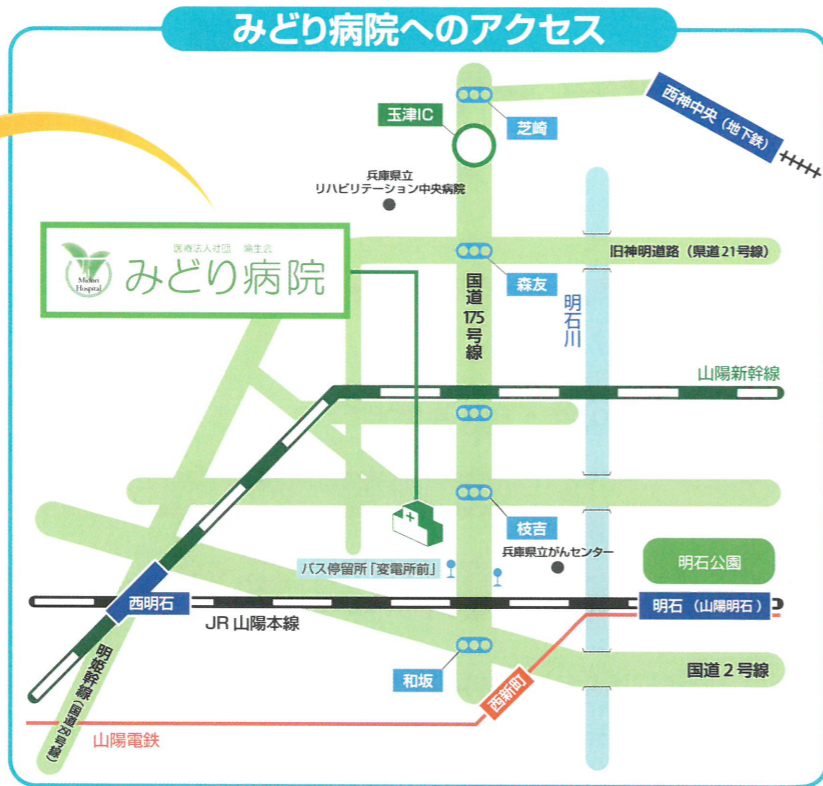 みどり病院へのアクセス
玉津IC
芝崎
西神中央（地下鉄）
兵庫県立
リハビリテーション中央病院
医療法人社団 倫生会
みどり病院
Midori
Hospital
森友
旧神明道路（県道21号線）
国道175号線
明石川
山陽新幹線
枝吉
兵庫県立がんセンター
バス停留所「変電所前」
明石公園
西明石
JR 山陽本線
明石（山陽明石）
和坂
西新町
国道2号線
明姫幹線（国道250号線）
山陽電鉄